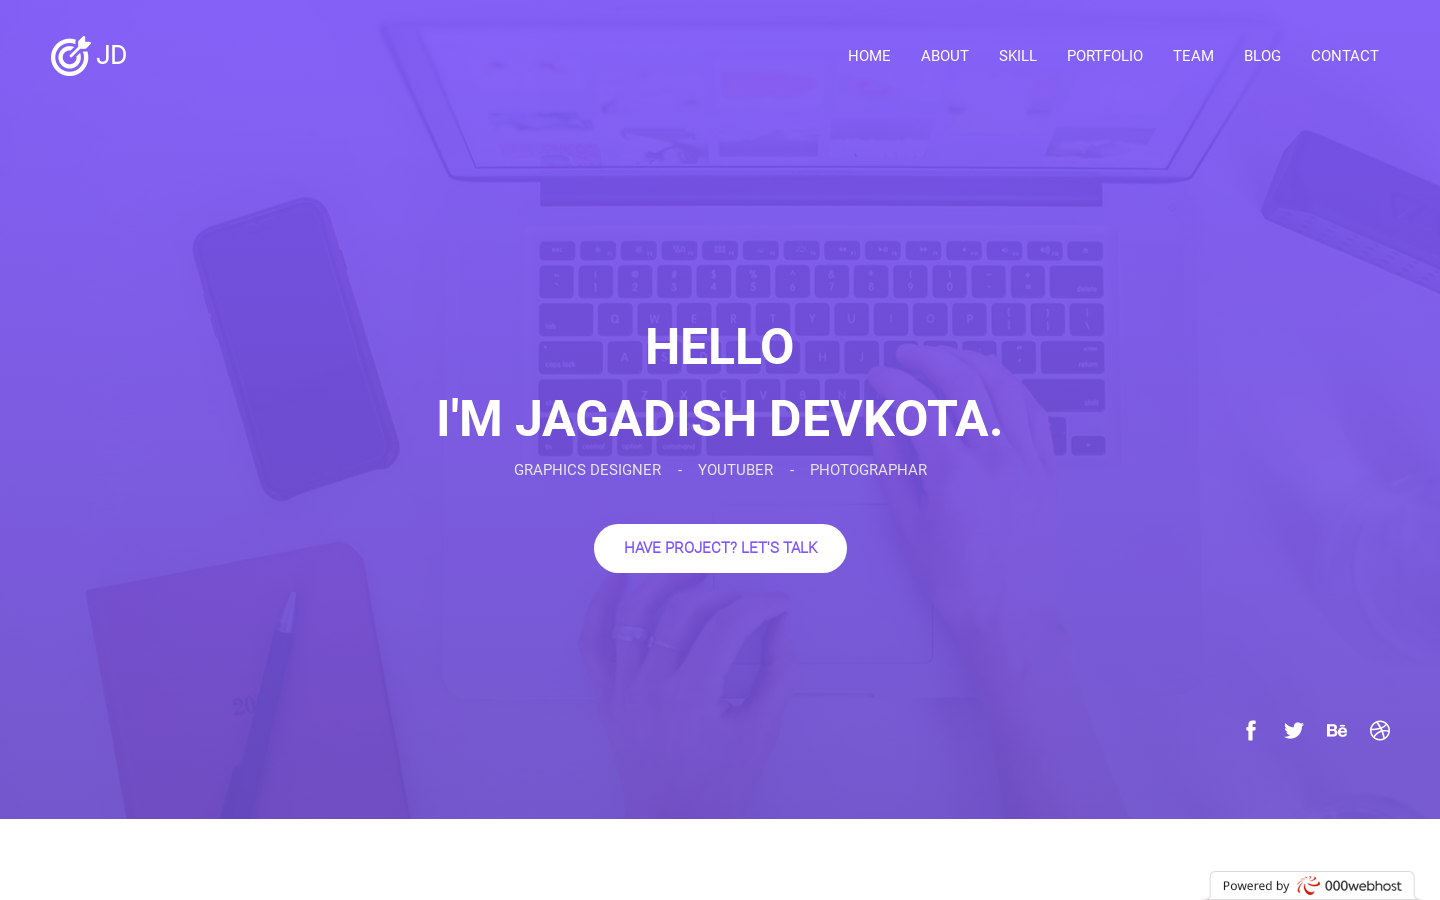 JD
HOME ABOUT SKILL PORTFOLIO TEAM BLOG CONTACT
HELLO
I'M JAGADISH DEVKOTA.
GRAPHICS DESIGNER - YOUTUBER - PHOTOGRAPHAR
HAVE PROJECT? LET'S TALK
Bē
Powered by 000webhost